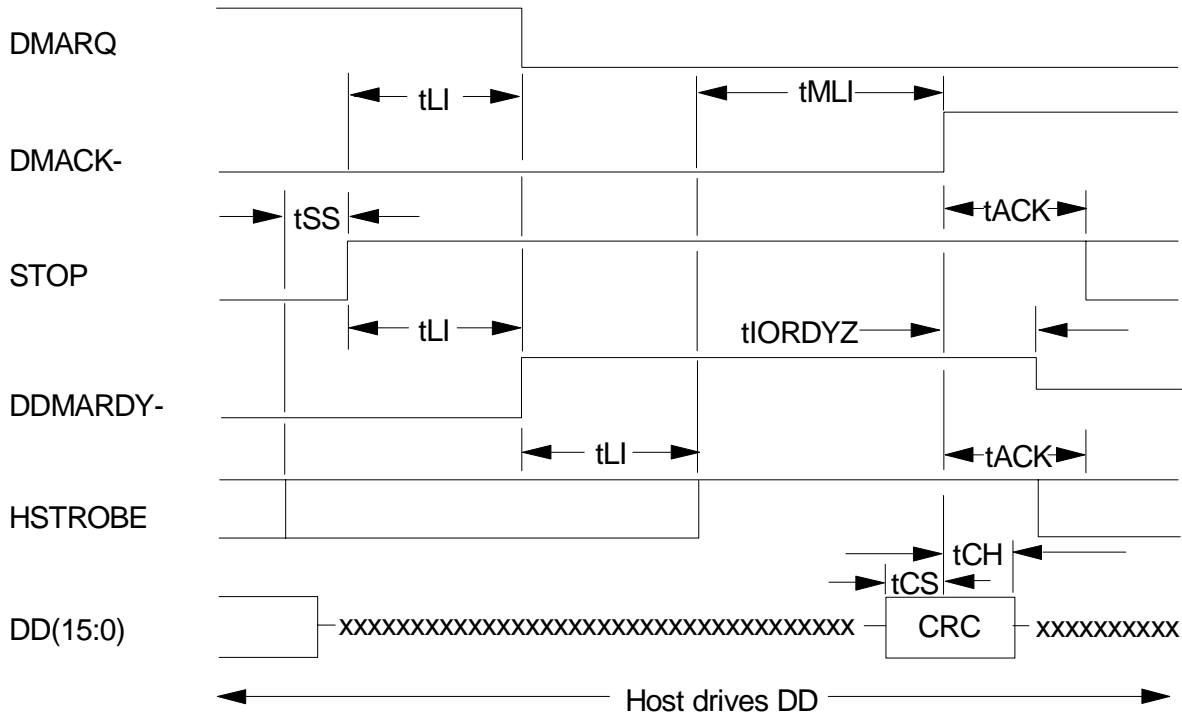 DMARQ
tLI
tMLI
DMACK-
tSS
tACK
STOP
tLI
tIORDYZ
DDMARDY-
tLI
tACK
HSTROBE
tCH
tCS
DD(15:0)
xxxxxxxxxxxxxxxxxxxxxxxxxxxxxxxxxxxx
CRC
xxxxxxxxxx
Host drives DD